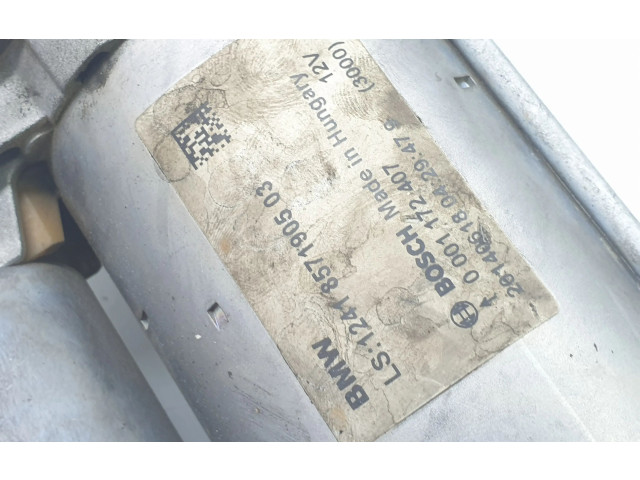 BMW
LS:1241 8571905 03
BOSCH Made in Hungary 12V
0 001 172 407 (3000)